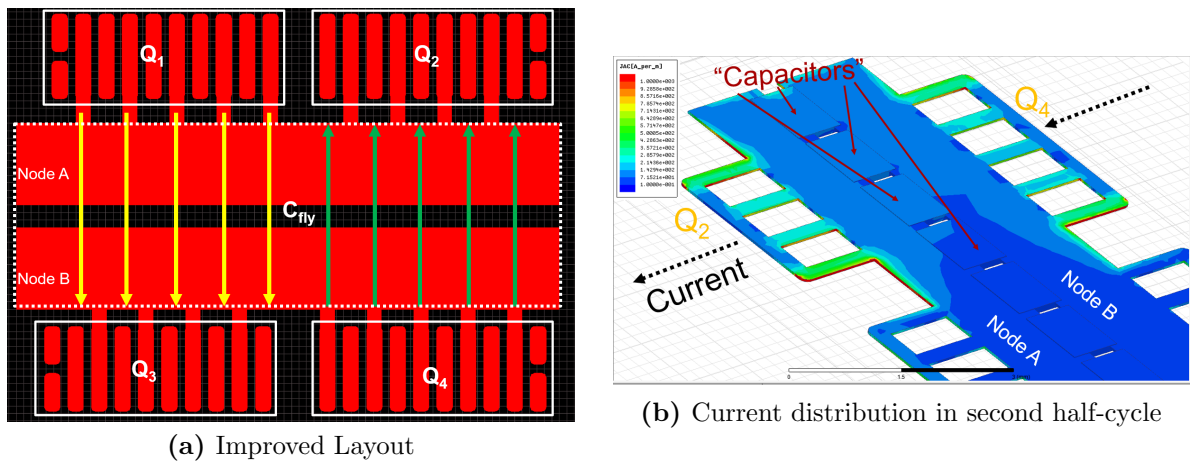 Q1
Q2
Node A
Cfly
Node B
Q3
Q4
(a) Improved Layout
JAC[A_per_m]
1.0000e+003
9.2858e+002
8.5716e+002
7.8574e+002
7.1431e+002
6.4289e+002
5.7147e+002
5.0005e+002
4.2863e+002
3.5721e+002
2.8579e+002
2.1436e+002
1.4294e+002
7.1521e+001
1.0000e-001
“Capacitors”
Q4
Q2
Current
Node B
Node A
0
1.5
(b) Current distribution in second half-cycle